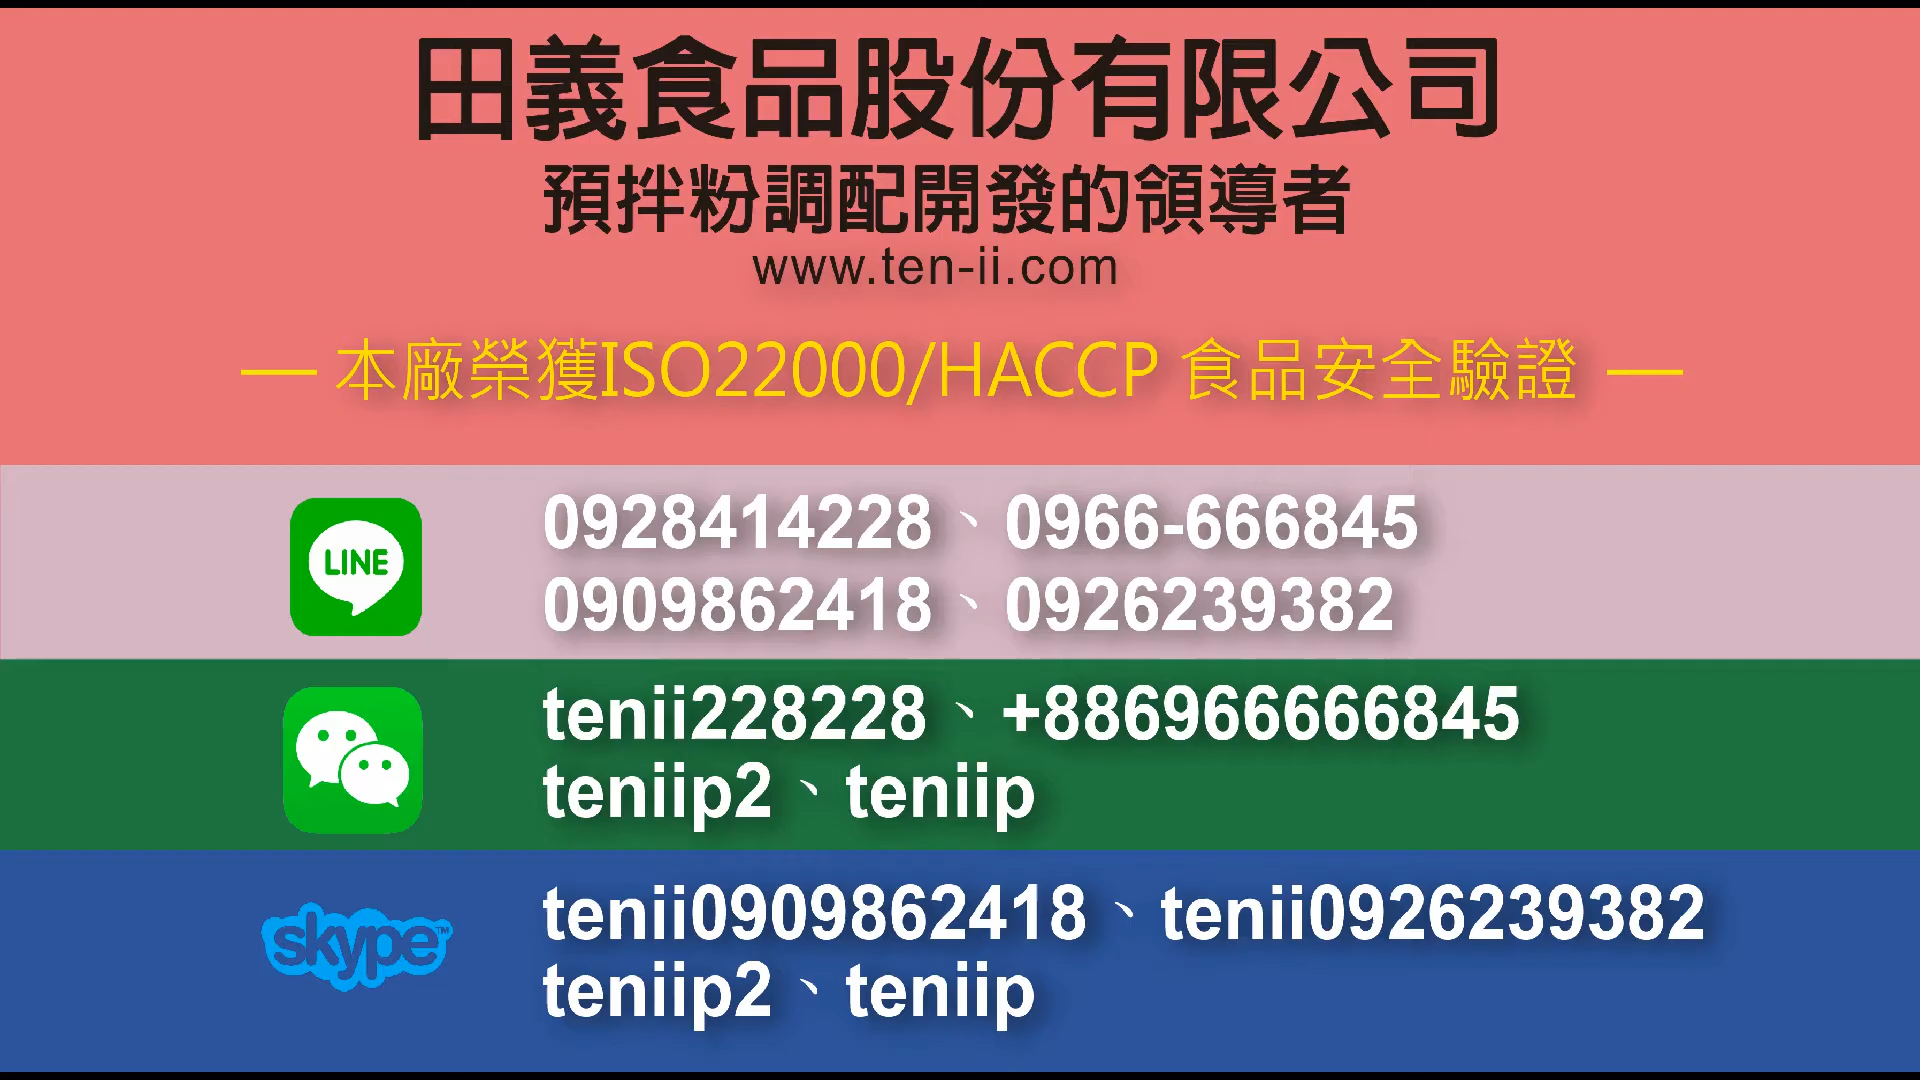 田義食品股份有限公司
預拌粉調配開發的領導者
www.ten-ii.com
— 本廠榮獲ISO22000/HACCP 食品安全驗證 —
LINE
0928414228、0966-666845
0909862418、0926239382
tenii228228、+886966666845
teniip2、teniip
skype™
tenii0909862418、tenii0926239382
teniip2、teniip